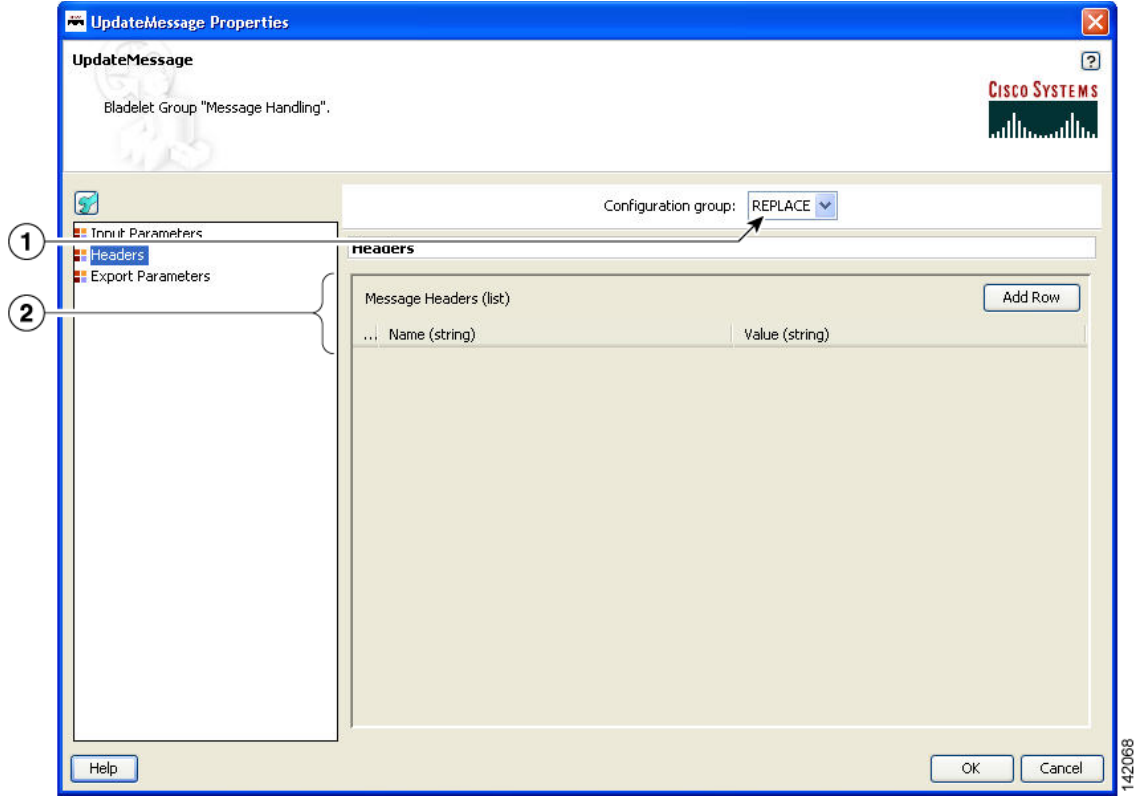 UpdateMessage Properties
UpdateMessage
Bladelet Group "Message Handling".
CISCO SYSTEMS
Configuration group: REPLACE
1
Input Parameters
Headers
Headers
Export Parameters
2
Message Headers (list)
Add Row
... Name (string) Value (string)
Help
OK
Cancel
142068